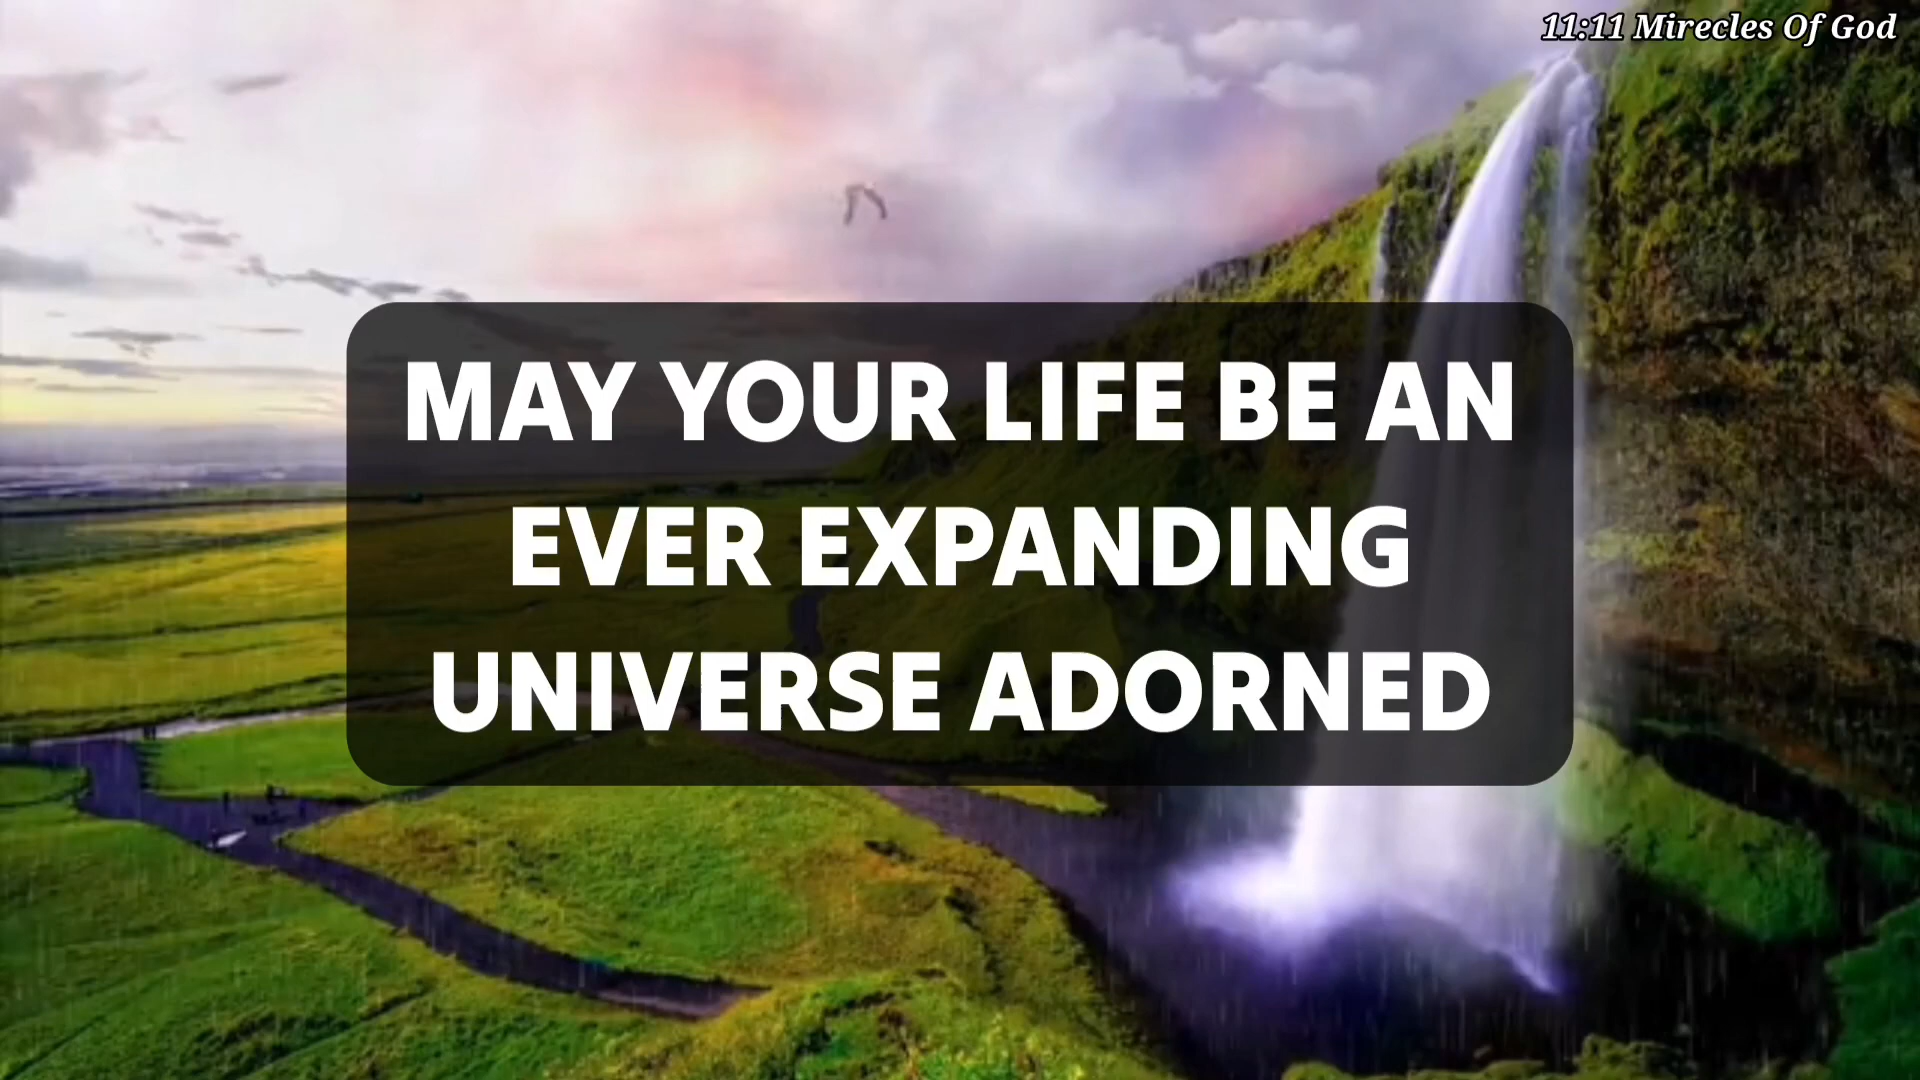 11:11 Mirecles Of God
MAY YOUR LIFE BE AN
EVER EXPANDING
UNIVERSE ADORNED